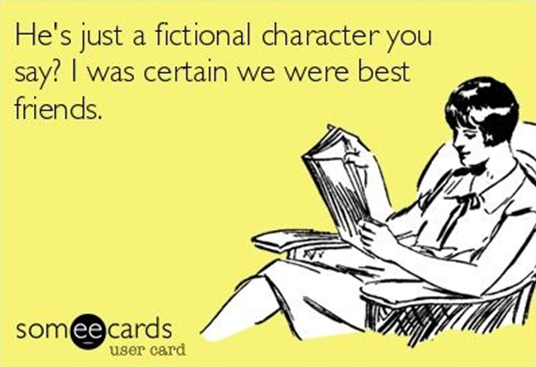 He's just a fictional character you
say? I was certain we were best
friends.
someecards
user card